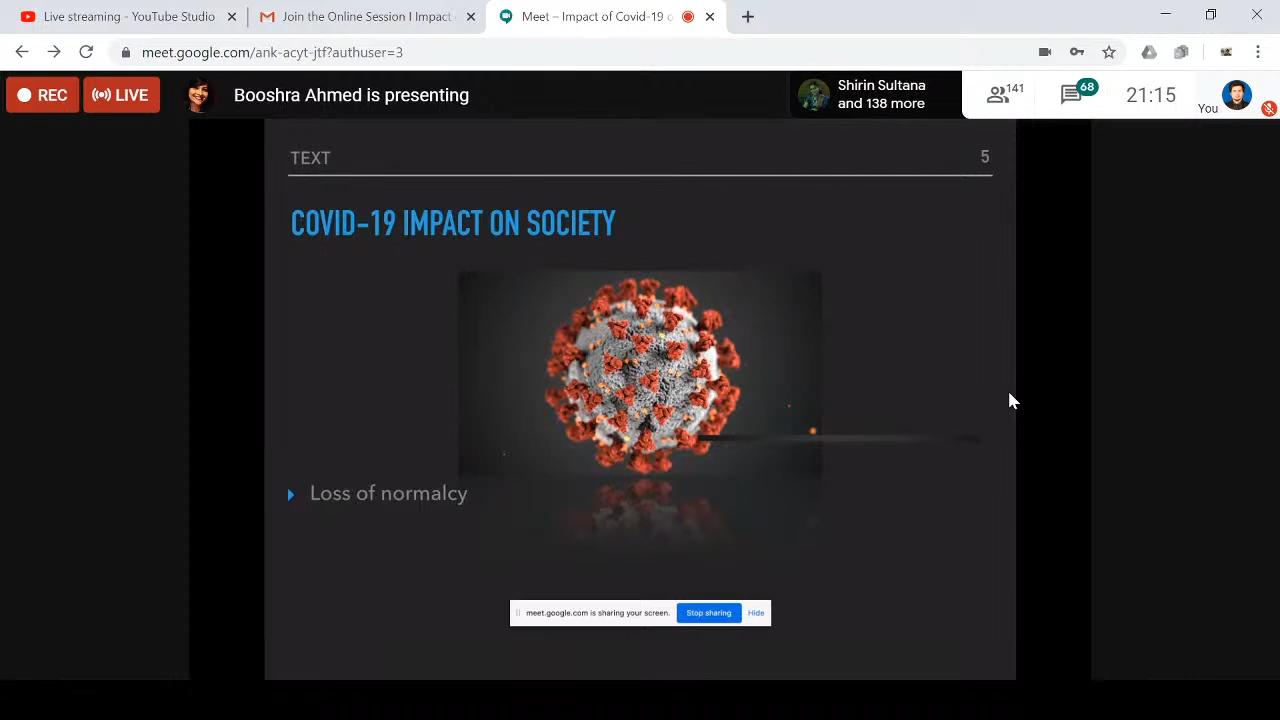 Live streaming - YouTube Studio
Join the Online Session I Impact
Meet – Impact of Covid-19 o
meet.google.com/ank-acyt-jtf?authuser=3
REC
LIVE
Booshra Ahmed is presenting
Shirin Sultana
and 138 more
141
68
21:15
You
TEXT
5
COVID-19 IMPACT ON SOCIETY
Loss of normalcy
meet.google.com is sharing your screen.
Stop sharing
Hide